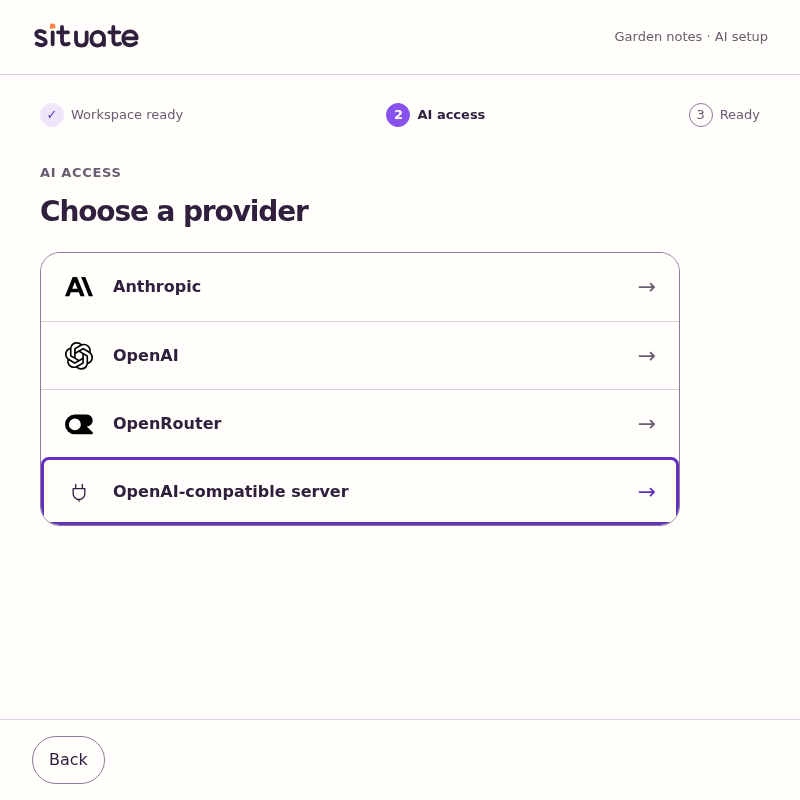 situate
Garden notes · AI setup
✓ Workspace ready
2 AI access
3 Ready
AI ACCESS
Choose a provider
Anthropic →
OpenAI →
OpenRouter →
OpenAI-compatible server →
Back